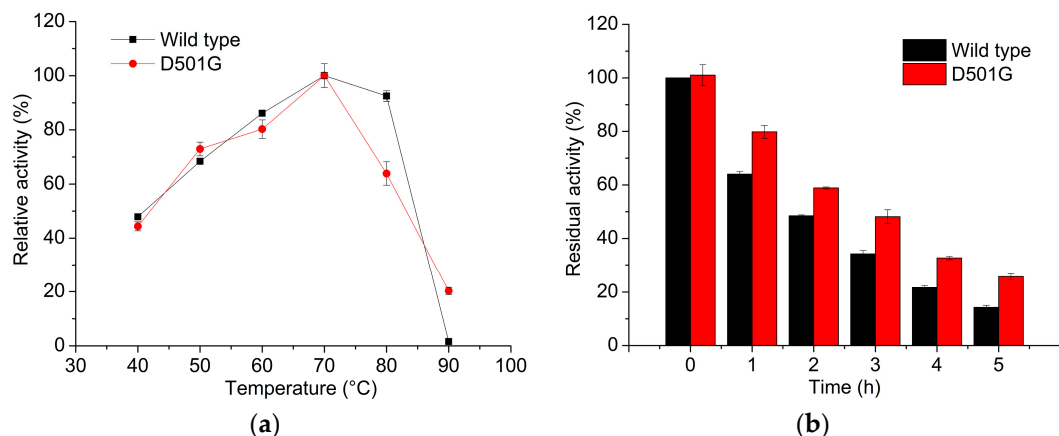 120
100
80
60
40
20
0
Relative activity (%)
Wild type
D501G
30 40 50 60 70 80 90 100
Temperature (°C)
(a)
120
100
80
60
40
20
0
Residual activity (%)
Wild type
D501G
0 1 2 3 4 5
Time (h)
(b)